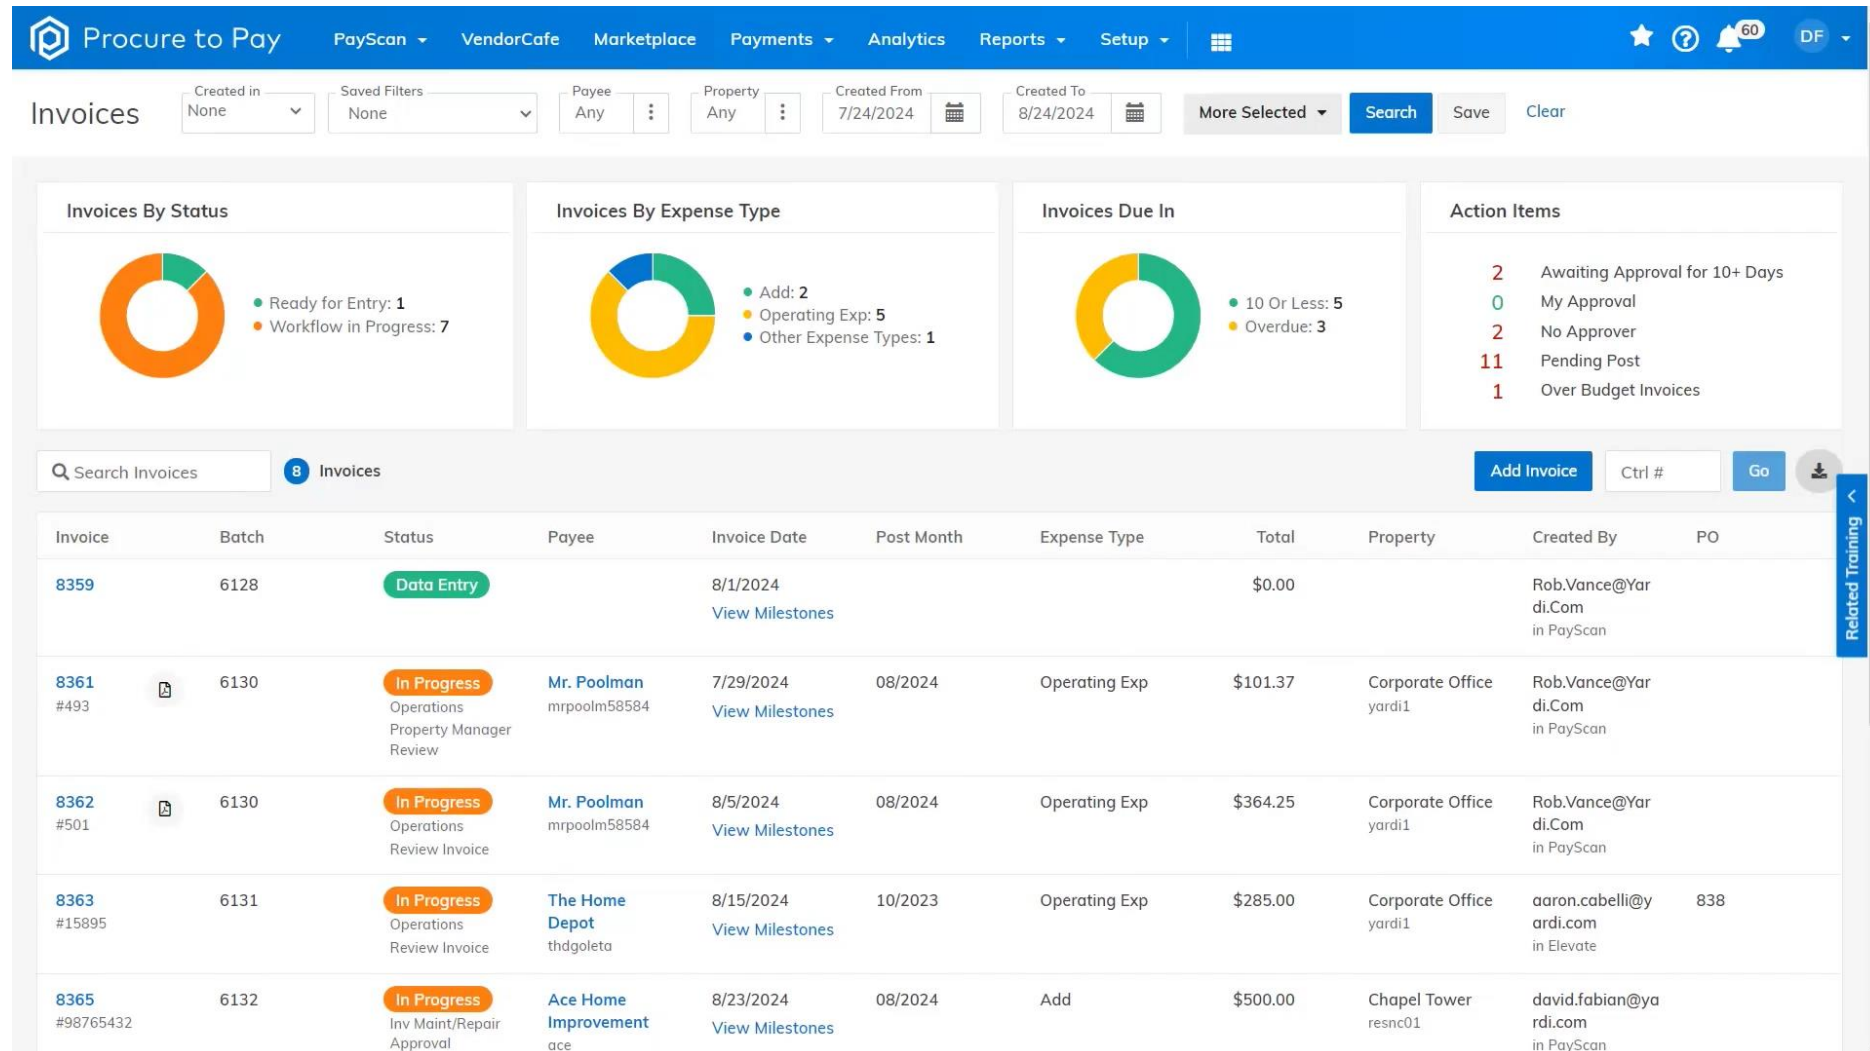 Procure to Pay PayScan VendorCafe Marketplace Payments Analytics Reports Setup 60 DF
Invoices Created in None Saved Filters None Payee Any Property Any Created From 7/24/2024 Created To 8/24/2024 More Selected Search Save Clear
Invoices By Status
Ready for Entry: 1
Workflow in Progress: 7
Invoices By Expense Type
Add: 2
Operating Exp: 5
Other Expense Types: 1
Invoices Due In
10 Or Less: 5
Overdue: 3
Action Items
2 Awaiting Approval for 10+ Days
0 My Approval
2 No Approver
11 Pending Post
1 Over Budget Invoices
Search Invoices 8 Invoices Add Invoice Ctrl # Go
Related Training
Invoice Batch Status Payee Invoice Date Post Month Expense Type Total Property Created By PO
8359 6128 Data Entry 8/1/2024 $0.00 Rob.Vance@Yar
View Milestones di.Com
in PayScan
8361 6130 In Progress Mr. Poolman 7/29/2024 08/2024 Operating Exp $101.37 Corporate Office Rob.Vance@Yar
#493 Operations mrpoolm58584 View Milestones yardi1 di.Com
Property Manager in PayScan
Review
8362 6130 In Progress Mr. Poolman 8/5/2024 08/2024 Operating Exp $364.25 Corporate Office Rob.Vance@Yar
#501 Operations mrpoolm58584 View Milestones yardi1 di.Com
Review Invoice in PayScan
8363 6131 In Progress The Home 8/15/2024 10/2023 Operating Exp $285.00 Corporate Office aaron.cabelli@y 838
#15895 Operations Depot View Milestones yardi1 ardi.com
Review Invoice thdgoleta in Elevate
8365 6132 In Progress Ace Home 8/23/2024 08/2024 Add $500.00 Chapel Tower david.fabian@ya
#98765432 Inv Maint/Repair Improvement View Milestones resnc01 rdi.com
Approval ace in PayScan